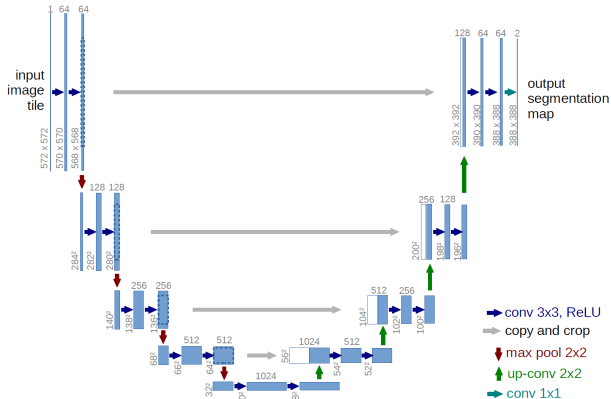 1
64
64
input
image
tile
572 x 572
570 x 570
568 x 568
128
64
64
2
392 x 392
390 x 390
388 x 388
388 x 388
output
segmentation
map
128
128
284²
282²
280²
256
128
200²
198²
196²
256
256
140²
138²
136²
512
256
104²
102²
100²
512
512
68²
66²
64²
1024
512
56²
54²
52²
1024
32²
conv 3x3, ReLU
copy and crop
max pool 2x2
up-conv 2x2
conv 1x1